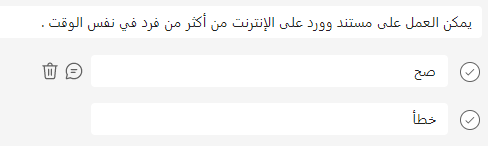 يمكن العمل على مستند وورد على الإنترنت من أكثر من فرد في نفس الوقت .
صح
خطأ